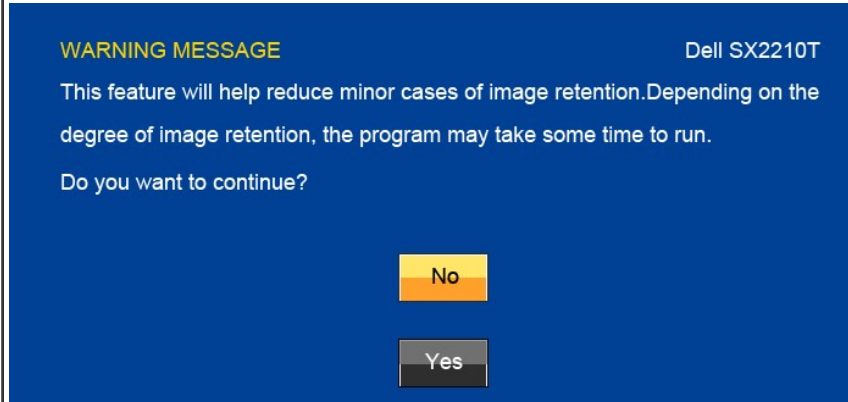 WARNING MESSAGE Dell SX2210T
This feature will help reduce minor cases of image retention.Depending on the
degree of image retention, the program may take some time to run.
Do you want to continue?
No
Yes